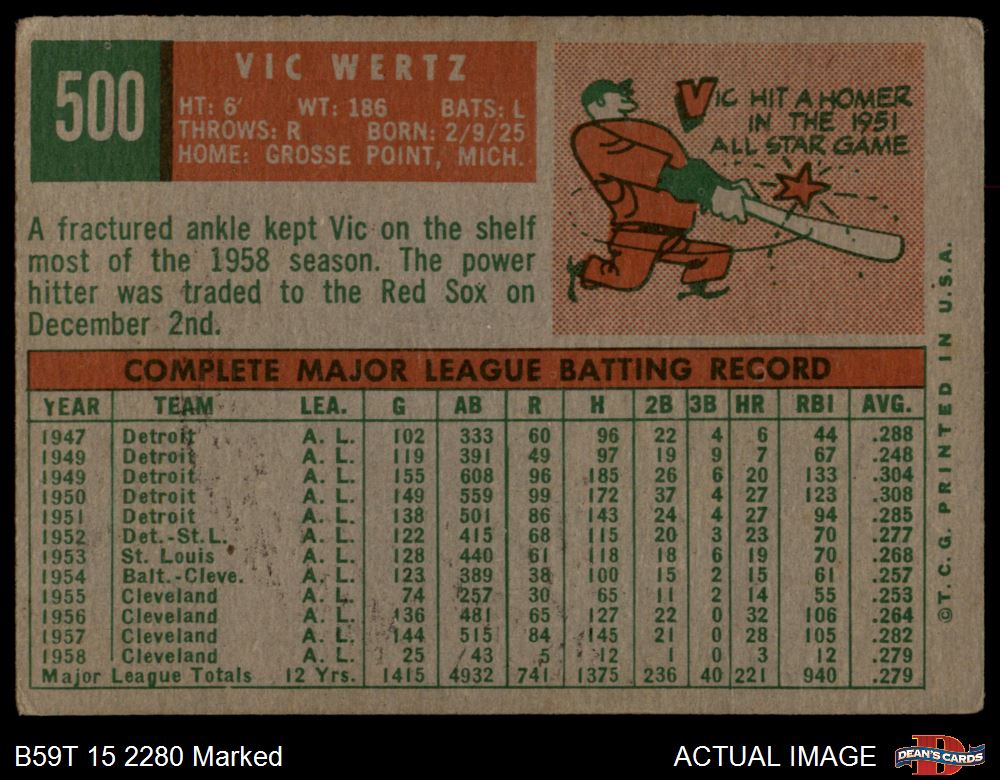 500
VIC WERTZ
HT: 6' WT: 186 BATS: L
THROWS: R BORN: 2/9/25
HOME: GROSSE POINT, MICH.
VIC HIT A HOMER
IN THE 1951
ALL STAR GAME
A fractured ankle kept Vic on the shelf
most of the 1958 season. The power
hitter was traded to the Red Sox on
December 2nd.
COMPLETE MAJOR LEAGUE BATTING RECORD
YEAR TEAM LEA. G AB R H 2B 3B HR RBI AVG.
1947 Detroit A. L. 102 333 60 96 22 4 6 44 .288
1949 Detroit A. L. 119 391 49 97 19 9 7 67 .248
1949 Detroit A. L. 155 608 96 185 26 6 20 133 .304
1950 Detroit A. L. 149 559 99 172 37 4 27 123 .308
1951 Detroit A. L. 138 501 86 143 24 4 27 94 .285
1952 Det.-St.L. A. L. 122 415 68 115 20 3 23 70 .277
1953 St. Louis A. L. 128 440 61 118 18 6 19 70 .268
1954 Balt.-Cleve. A. L. 123 389 38 100 15 2 15 61 .257
1955 Cleveland A. L. 74 257 30 65 11 2 14 55 .253
1956 Cleveland A. L. 136 481 65 127 22 0 32 106 .264
1957 Cleveland A. L. 144 515 84 145 21 0 28 105 .282
1958 Cleveland A. L. 25 43 5 12 1 0 3 12 .279
Major League Totals 12 Yrs. 1415 4932 741 1375 236 40 221 940 .279
©T. C. G. PRINTED IN U.S.A.
B59T 15 2280 Marked
ACTUAL IMAGE
DEAN'S CARDS